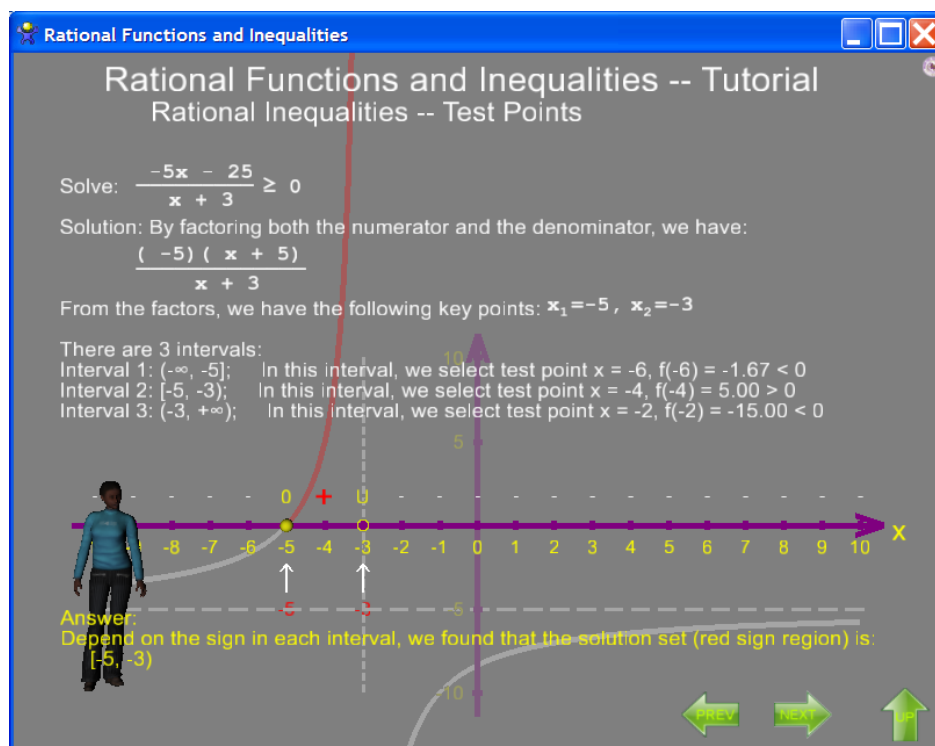 Rational Functions and Inequalities
Rational Functions and Inequalities -- Tutorial
Rational Inequalities -- Test Points
Solve: -5x - 25
x + 3
≥ 0
Solution: By factoring both the numerator and the denominator, we have:
( -5) ( x + 5)
x + 3
From the factors, we have the following key points: x₁=-5, x₂=-3
There are 3 intervals:
Interval 1: (-∞, -5]; In this interval, we select test point x = -6, f(-6) = -1.67 < 0
Interval 2: [-5, -3); In this interval, we select test point x = -4, f(-4) = 5.00 > 0
Interval 3: (-3, +∞); In this interval, we select test point x = -2, f(-2) = -15.00 < 0
10
5
- - - - 0 + U - - - - - - - - - - - - -
-8 -7 -6 -5 -4 -3 -2 -1 0 1 2 3 4 5 6 7 8 9 10 X
-5 -3 -5
Answer:
Depend on the sign in each interval, we found that the solution set (red sign region) is:
[-5, -3)
-10
PREV NEXT UP